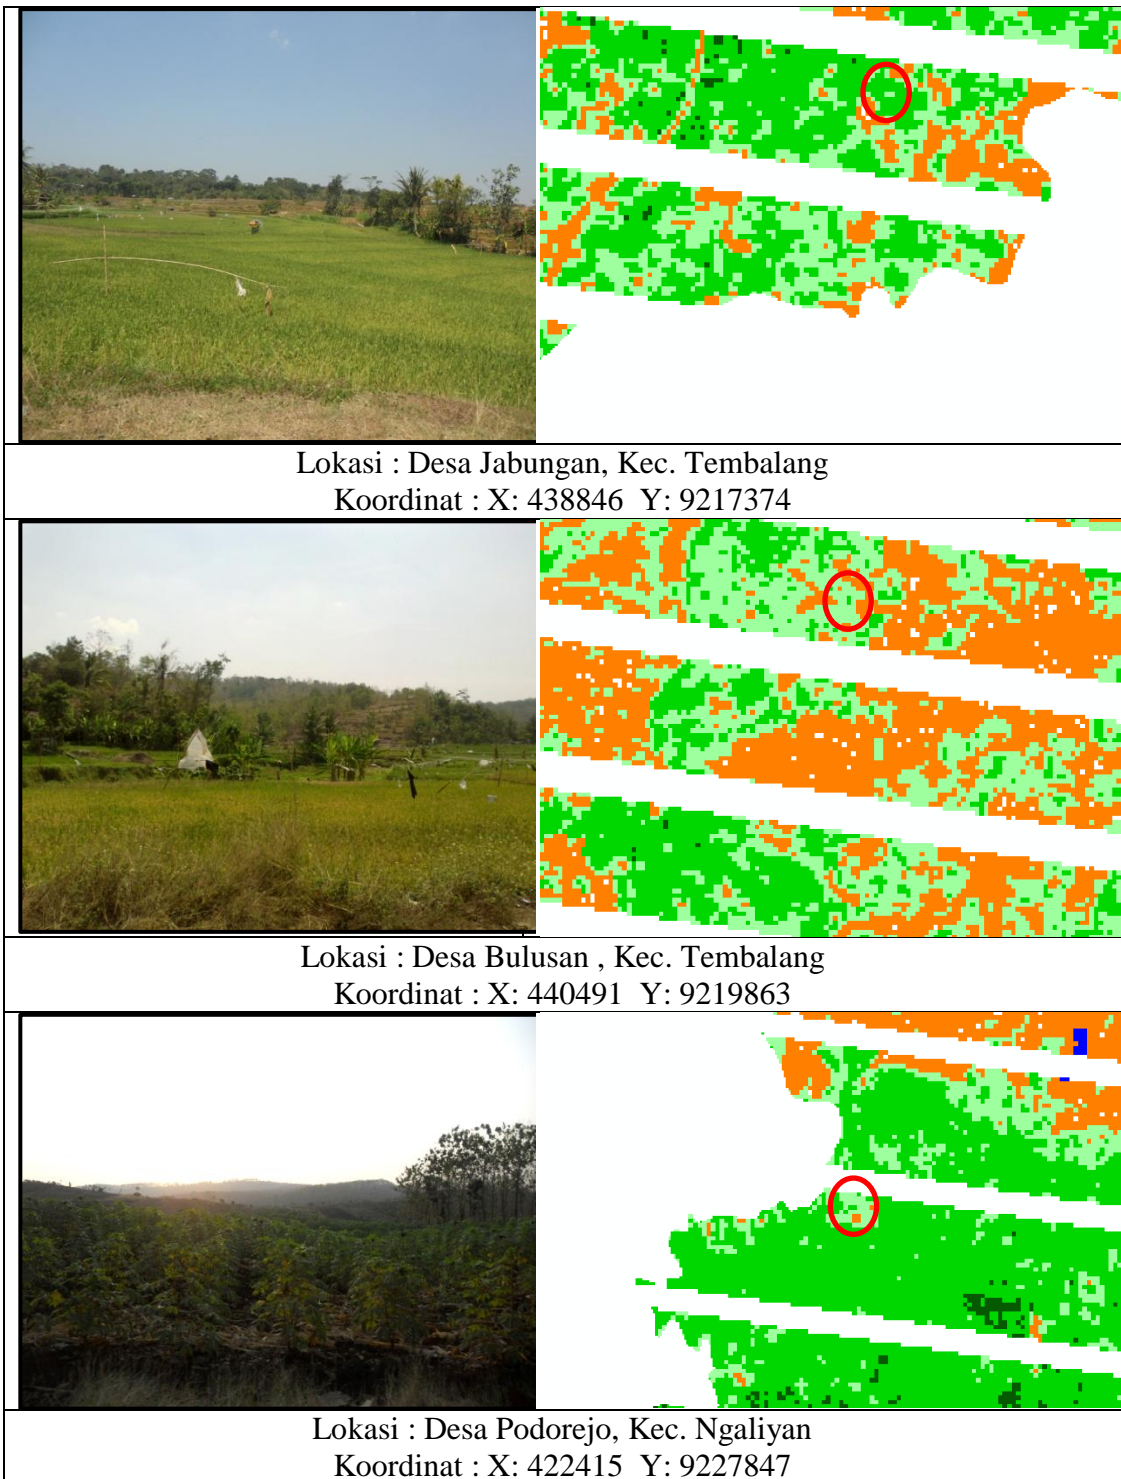 Lokasi : Desa Jabungan, Kec. Tembalang
Koordinat : X: 438846 Y: 9217374
Lokasi : Desa Bulusan , Kec. Tembalang
Koordinat : X: 440491 Y: 9219863
Lokasi : Desa Podorejo, Kec. Ngaliyan
Koordinat : X: 422415 Y: 9227847